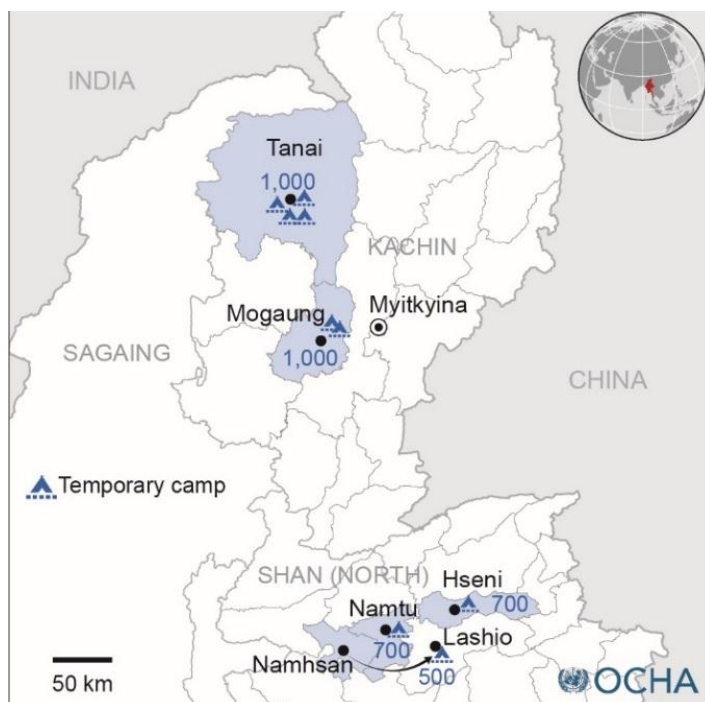 INDIA
Tanai
1,000
KACHIN
Mogaung
Myitkyina
1,000
SAGAING
CHINA
Temporary camp
SHAN (NORTH)
Hseni
700
Namtu
700
Lashio
Namhsan
500
50 km
OCHA